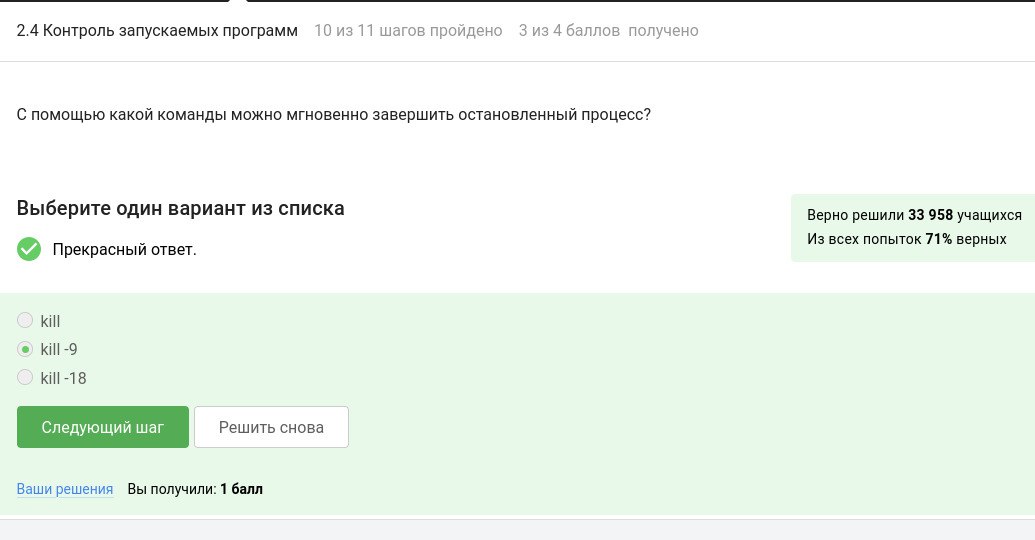 2.4 Контроль запускаемых программ 10 из 11 шагов пройдено 3 из 4 баллов получено
С помощью какой команды можно мгновенно завершить остановленный процесс?
Выберите один вариант из списка
Прекрасный ответ.
Верно решили 33 958 учащихся
Из всех попыток 71% верных
kill
kill -9
kill -18
Следующий шаг Решить снова
Ваши решения Вы получили: 1 балл